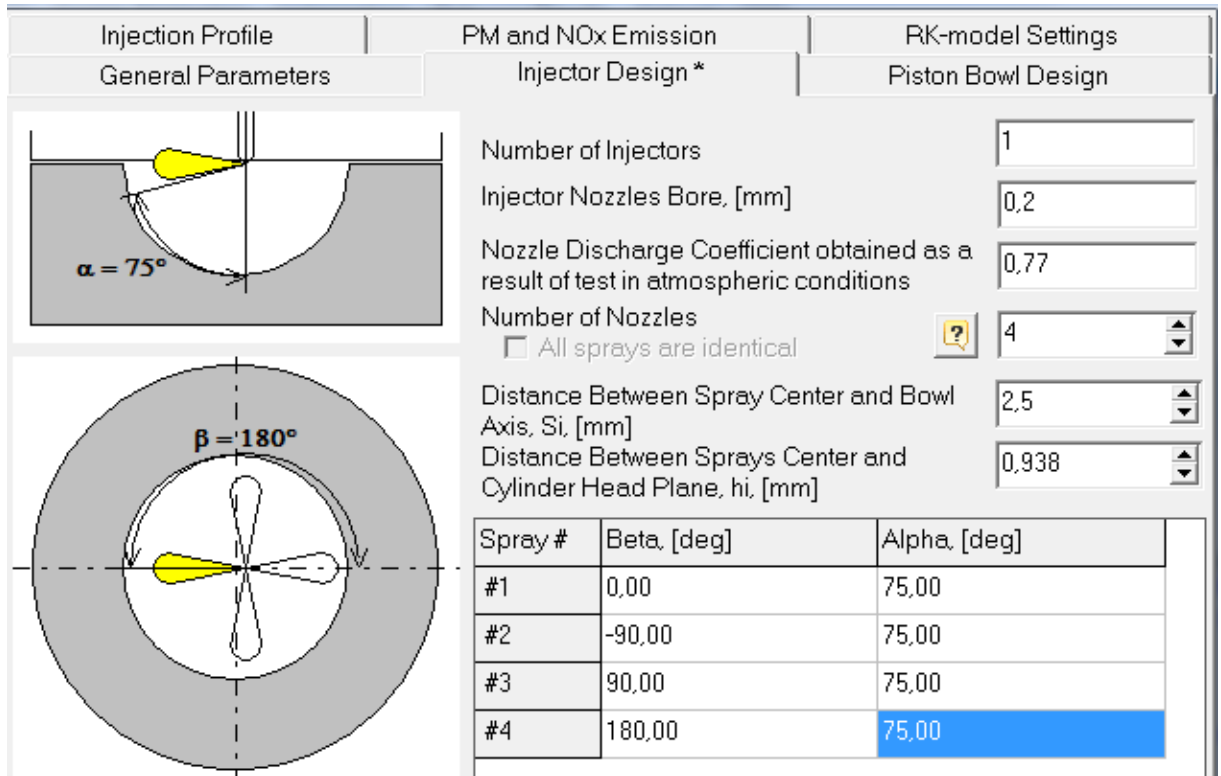 Injection Profile
PM and NOx Emission
RK-model Settings
General Parameters
Injector Design *
Piston Bowl Design
α = 75°
β = 180°
Number of Injectors
1
Injector Nozzles Bore, [mm]
0,2
Nozzle Discharge Coefficient obtained as a
result of test in atmospheric conditions
0,77
Number of Nozzles
All sprays are identical
?
4
Distance Between Spray Center and Bowl
Axis, Si, [mm]
2,5
Distance Between Sprays Center and
Cylinder Head Plane, hi, [mm]
0,938
Spray # Beta, [deg] Alpha, [deg]
#1 0,00 75,00
#2 -90,00 75,00
#3 90,00 75,00
#4 180,00 75,00